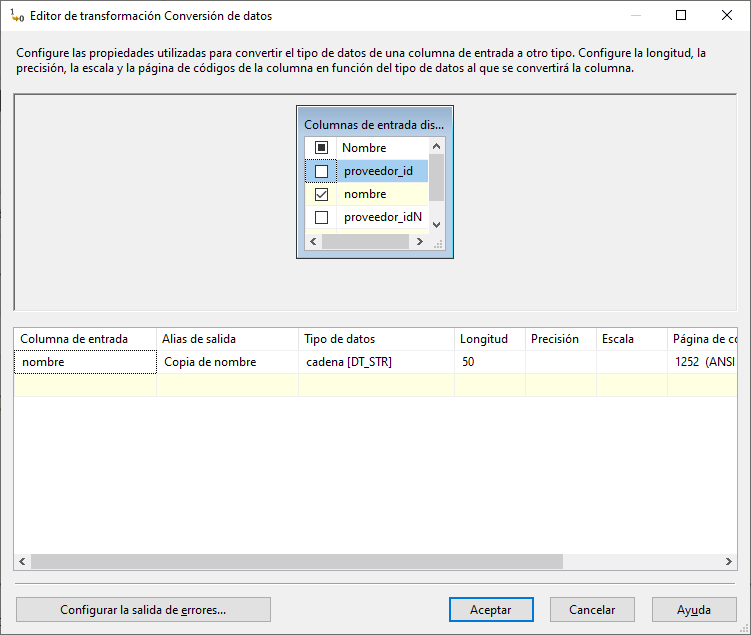 Editor de transformación Conversión de datos
Configure las propiedades utilizadas para convertir el tipo de datos de una columna de entrada a otro tipo. Configure la longitud, la
precisión, la escala y la página de códigos de la columna en función del tipo de datos al que se convertirá la columna.
Columnas de entrada dis...
Nombre
proveedor_id
nombre
proveedor_idN
Columna de entrada Alias de salida Tipo de datos Longitud Precisión Escala Página de cc
nombre Copia de nombre cadena [DT_STR] 50 1252 (ANSI
Configurar la salida de errores... Aceptar Cancelar Ayuda